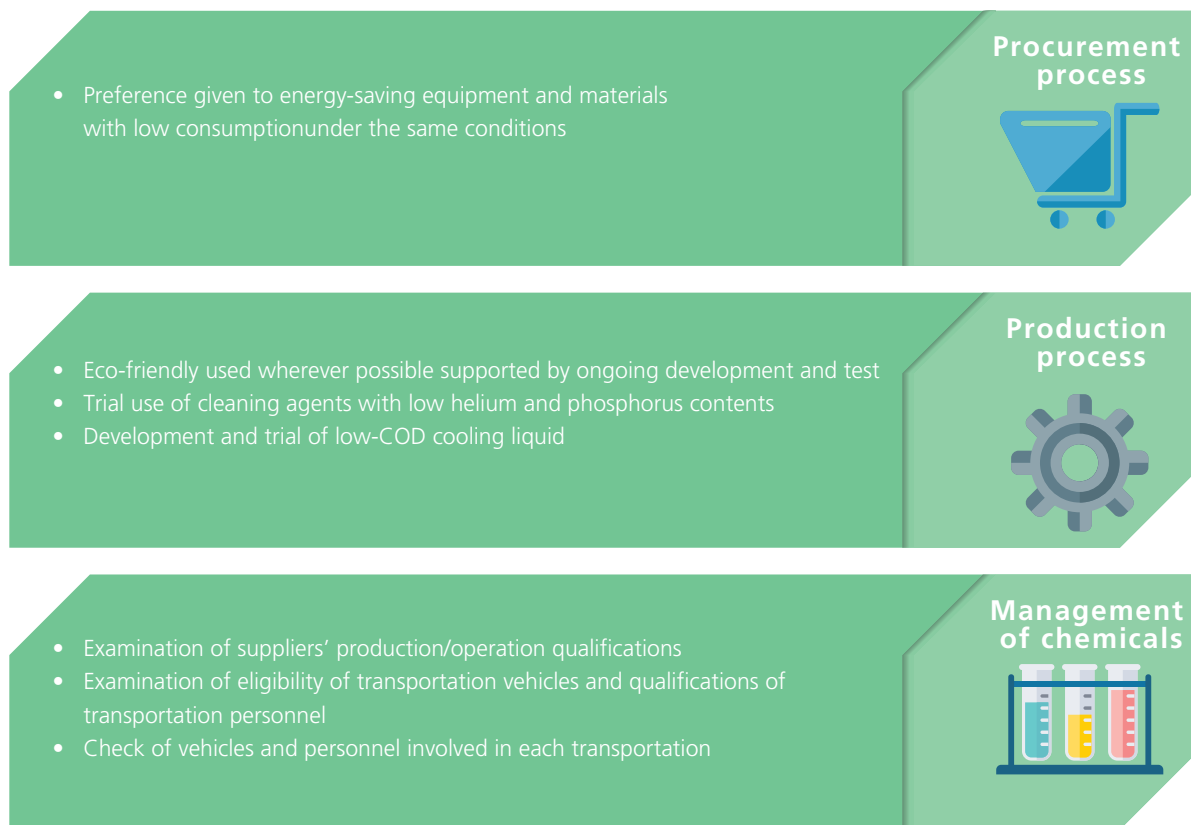 Procurement
process
• Preference given to energy-saving equipment and materials
with low consumptionunder the same conditions
Production
process
• Eco-friendly used wherever possible supported by ongoing development and test
• Trial use of cleaning agents with low helium and phosphorus contents
• Development and trial of low-COD cooling liquid
Management
of chemicals
• Examination of suppliers’ production/operation qualifications
• Examination of eligibility of transportation vehicles and qualifications of
transportation personnel
• Check of vehicles and personnel involved in each transportation